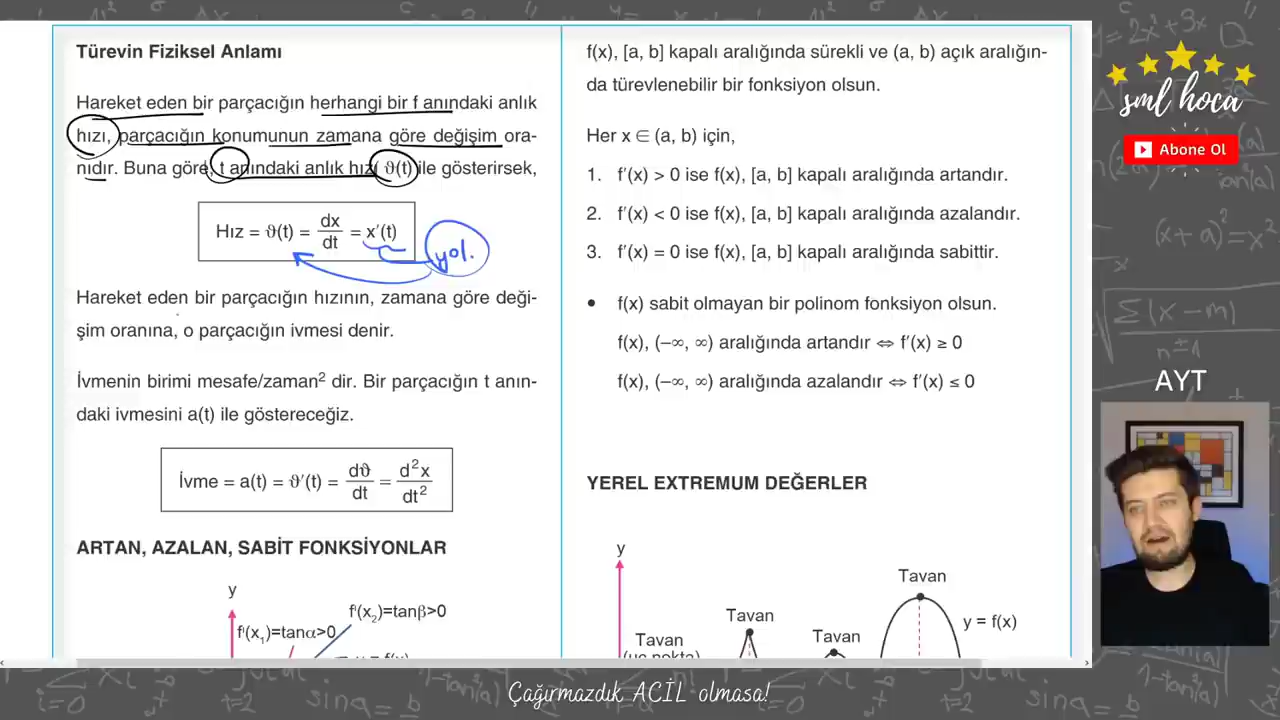 Türevin Fiziksel Anlamı
Hareket eden bir parçacığın herhangi bir f anındaki anlık
hızı, parçacığın konumunun zamana göre değişim ora-
nıdır. Buna göre, t anındaki anlık hızı ϑ(t) ile gösterirsek,
Hız = ϑ(t) = dx/dt = x′(t)
yol.
Hareket eden bir parçacığın hızının, zamana göre deği-
şim oranına, o parçacığın ivmesi denir.
İvmenin birimi mesafe/zaman² dir. Bir parçacığın t anın-
daki ivmesini a(t) ile göstereceğiz.
İvme = a(t) = ϑ′(t) = dϑ/dt = d²x/dt²
ARTAN, AZALAN, SABİT FONKSİYONLAR
y
f′(x₂)=tanβ>0
f′(x₁)=tanα>0
f(x), [a, b] kapalı aralığında sürekli ve (a, b) açık aralığın-
da türevlenebilir bir fonksiyon olsun.
Her x ∈ (a, b) için,
1. f′(x) > 0 ise f(x), [a, b] kapalı aralığında artandır.
2. f′(x) < 0 ise f(x), [a, b] kapalı aralığında azalandır.
3. f′(x) = 0 ise f(x), [a, b] kapalı aralığında sabittir.
• f(x) sabit olmayan bir polinom fonksiyon olsun.
f(x), (−∞, ∞) aralığında artandır ⇔ f′(x) ≥ 0
f(x), (−∞, ∞) aralığında azalandır ⇔ f′(x) ≤ 0
YEREL EXTREMUM DEĞERLER
y
Tavan
Tavan
y = f(x)
Tavan
Tavan
(uç nokta)
sml hoca
Abone Ol
AYT
Çağırmazdık ACİL olmasa!